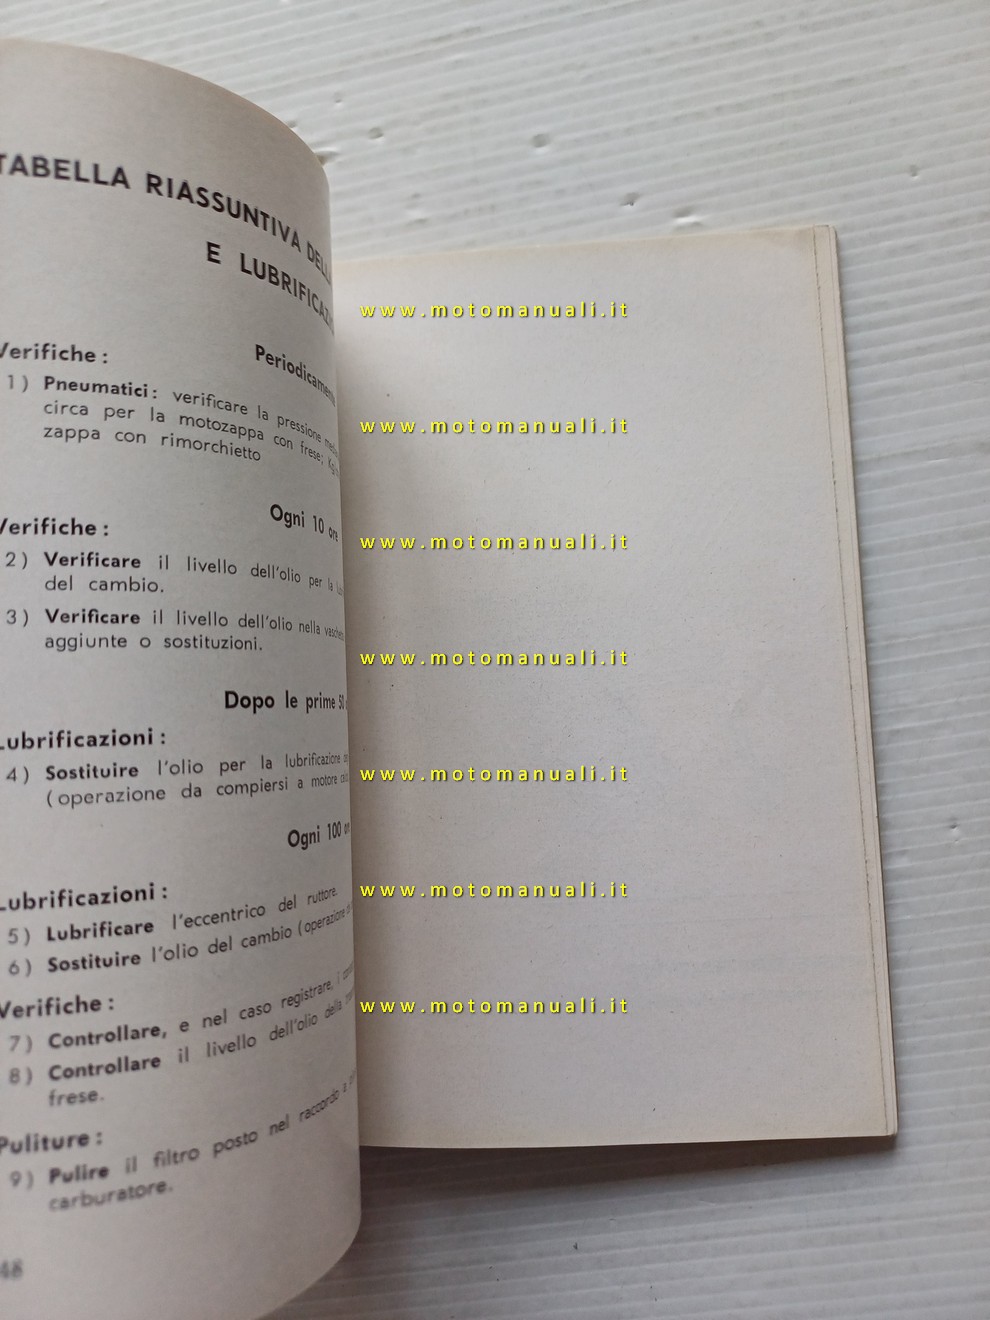 TABELLA RIASSUNTIVA
E LUBRIFICAZI
Verifiche :
Periodicamente
1) Pneumatici: verificare la pressione
circa per la motozappa con frese;
zappa con rimorchietto
Ogni 10 ore
Verifiche :
2) Verificare il livello dell'olio per la
del cambio.
3) Verificare il livello dell'olio nella vaschetta
aggiunte o sostituzioni.
Dopo le prime 50
Lubrificazioni :
4) Sostituire l'olio per la lubrificazione
(operazione da compiersi a motore
Ogni 100 ore
Lubrificazioni :
5) Lubrificare l'eccentrico del ruttore.
6) Sostituire l'olio del cambio (operazione
Verifiche :
7) Controllare, e nel caso registrare, i
8) Controllare il livello dell'olio della
frese.
Puliture :
9) Pulire il filtro posto nel raccordo a
carburatore.
48
www.motomanuali.it
www.motomanuali.it
www.motomanuali.it
www.motomanuali.it
www.motomanuali.it
www.motomanuali.it
www.motomanuali.it